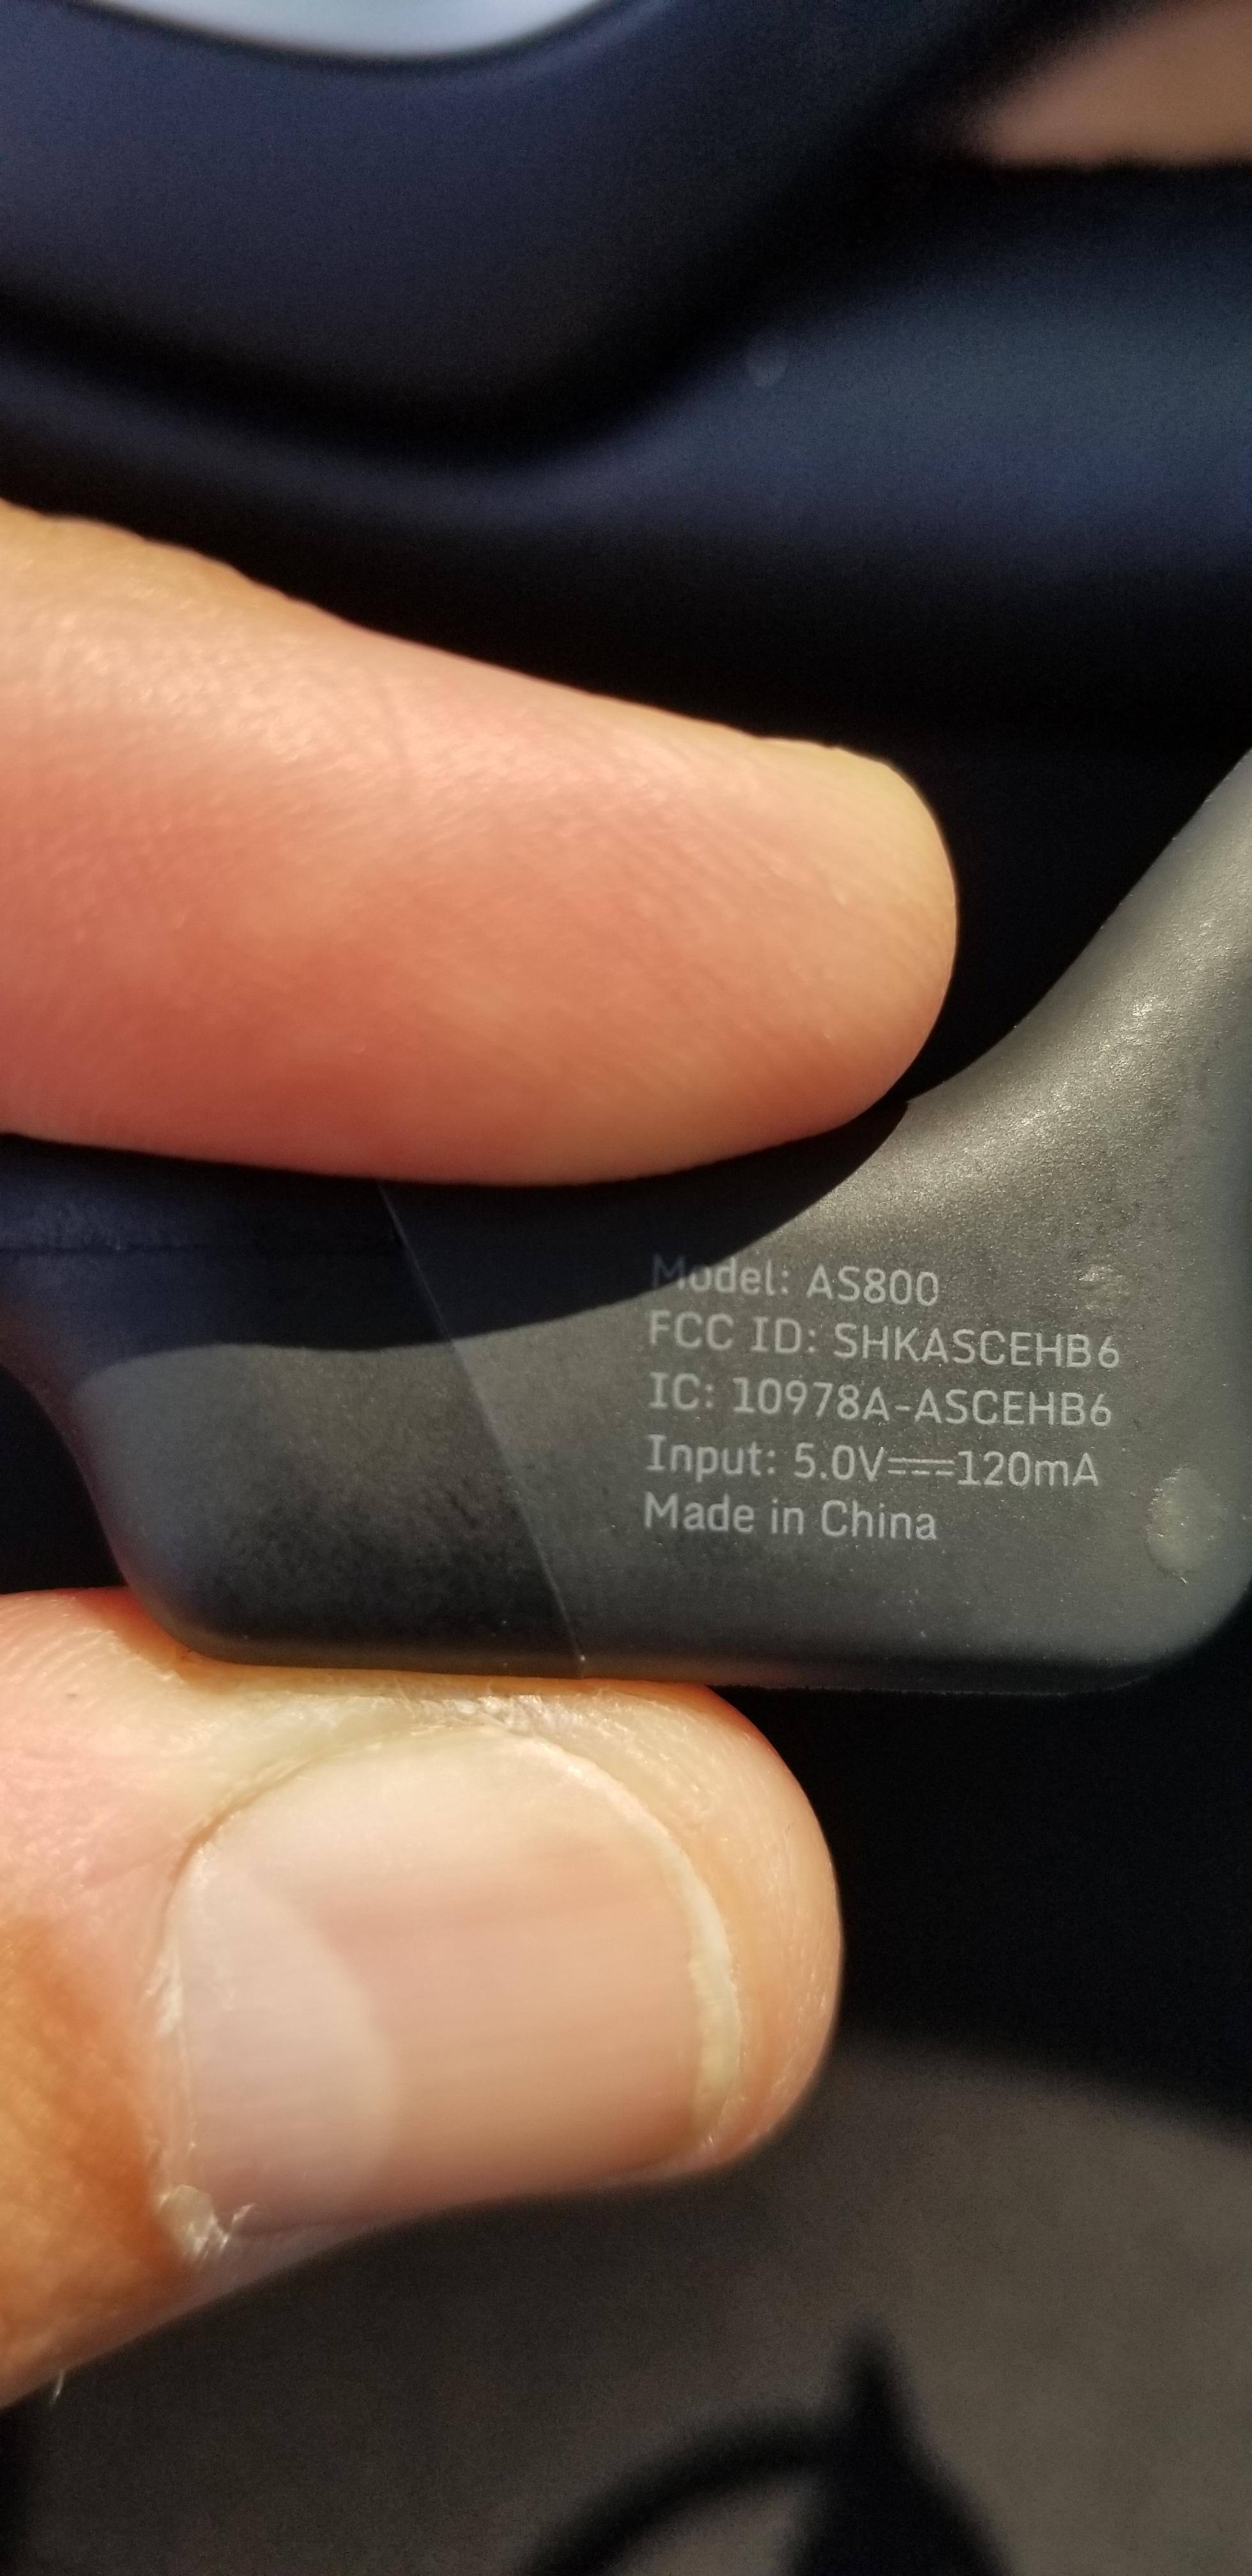 Model: AS800
FCC ID: SHKASCEHB6
IC: 10978A-ASCEHB6
Input: 5.0V⎓120mA
Made in China